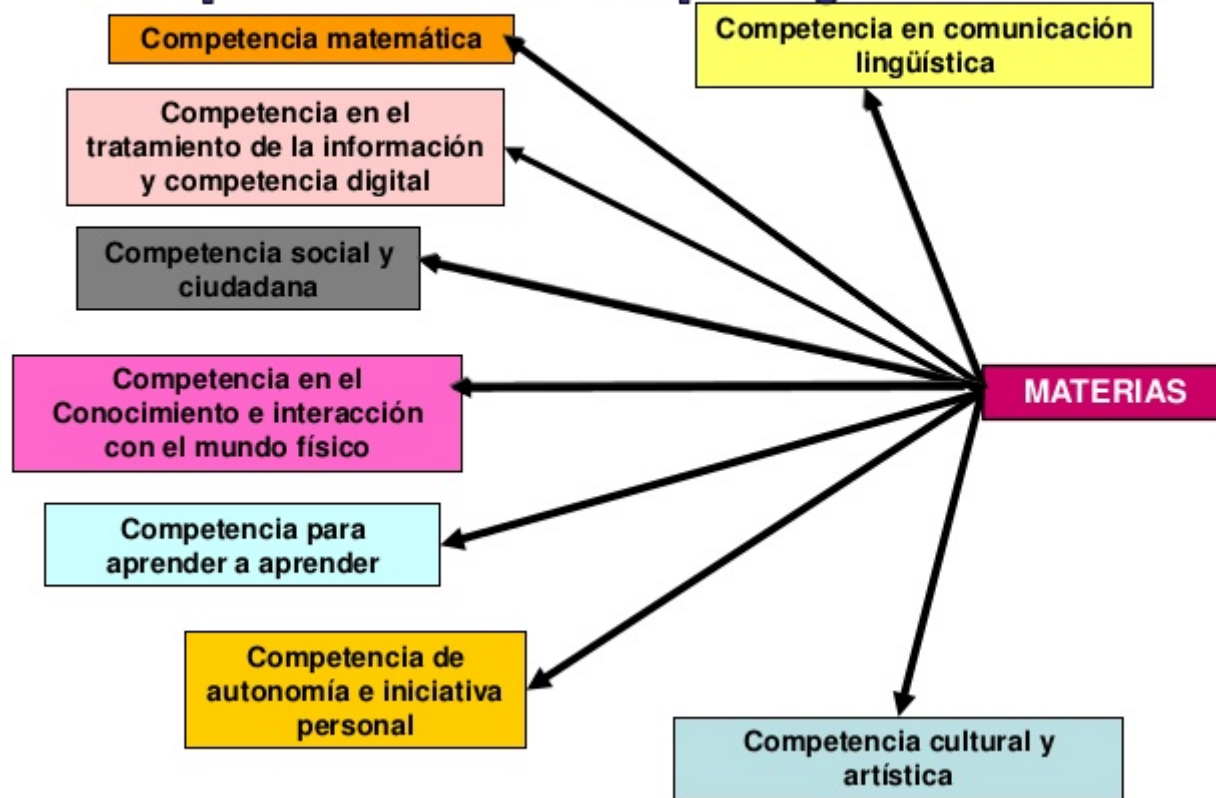 Competencia matemática
Competencia en comunicación
lingüística
Competencia en el
tratamiento de la información
y competencia digital
Competencia social y
ciudadana
Competencia en el
Conocimiento e interacción
con el mundo físico
MATERIAS
Competencia para
aprender a aprender
Competencia de
autonomía e iniciativa
personal
Competencia cultural y
artística